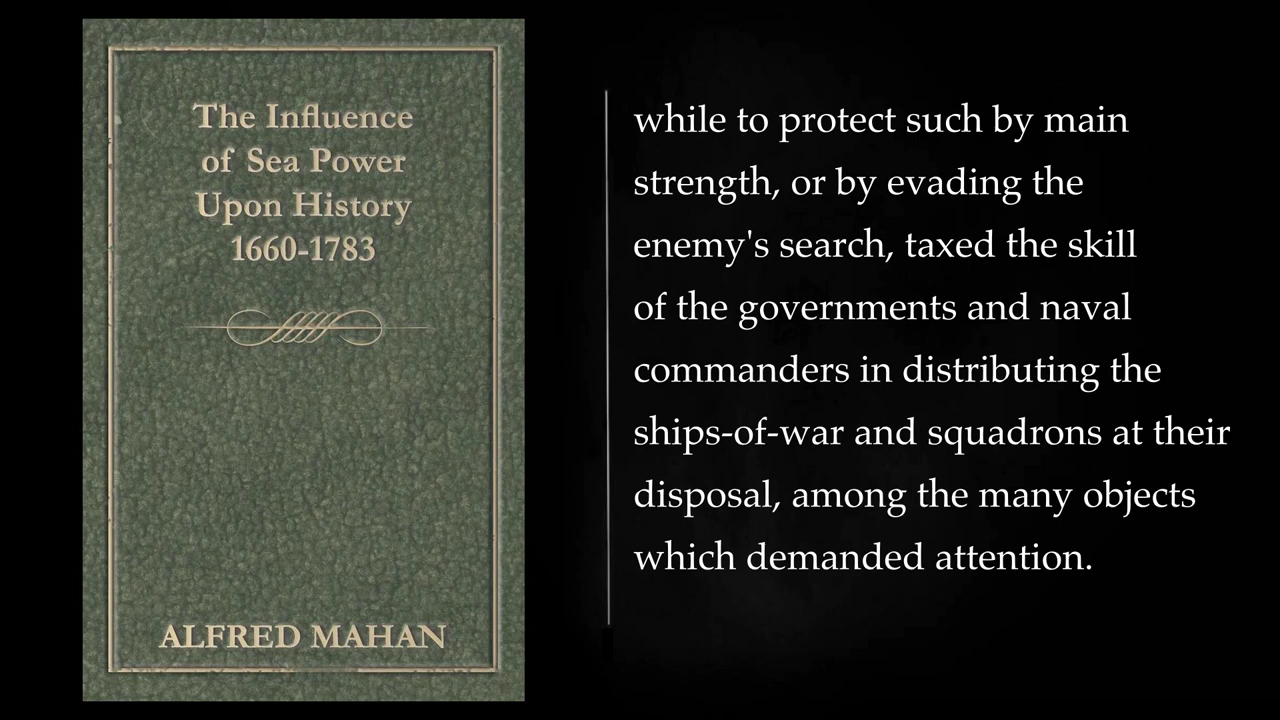 The Influence
of Sea Power
Upon History
1660-1783
ALFRED MAHAN
while to protect such by main
strength, or by evading the
enemy's search, taxed the skill
of the governments and naval
commanders in distributing the
ships-of-war and squadrons at their
disposal, among the many objects
which demanded attention.